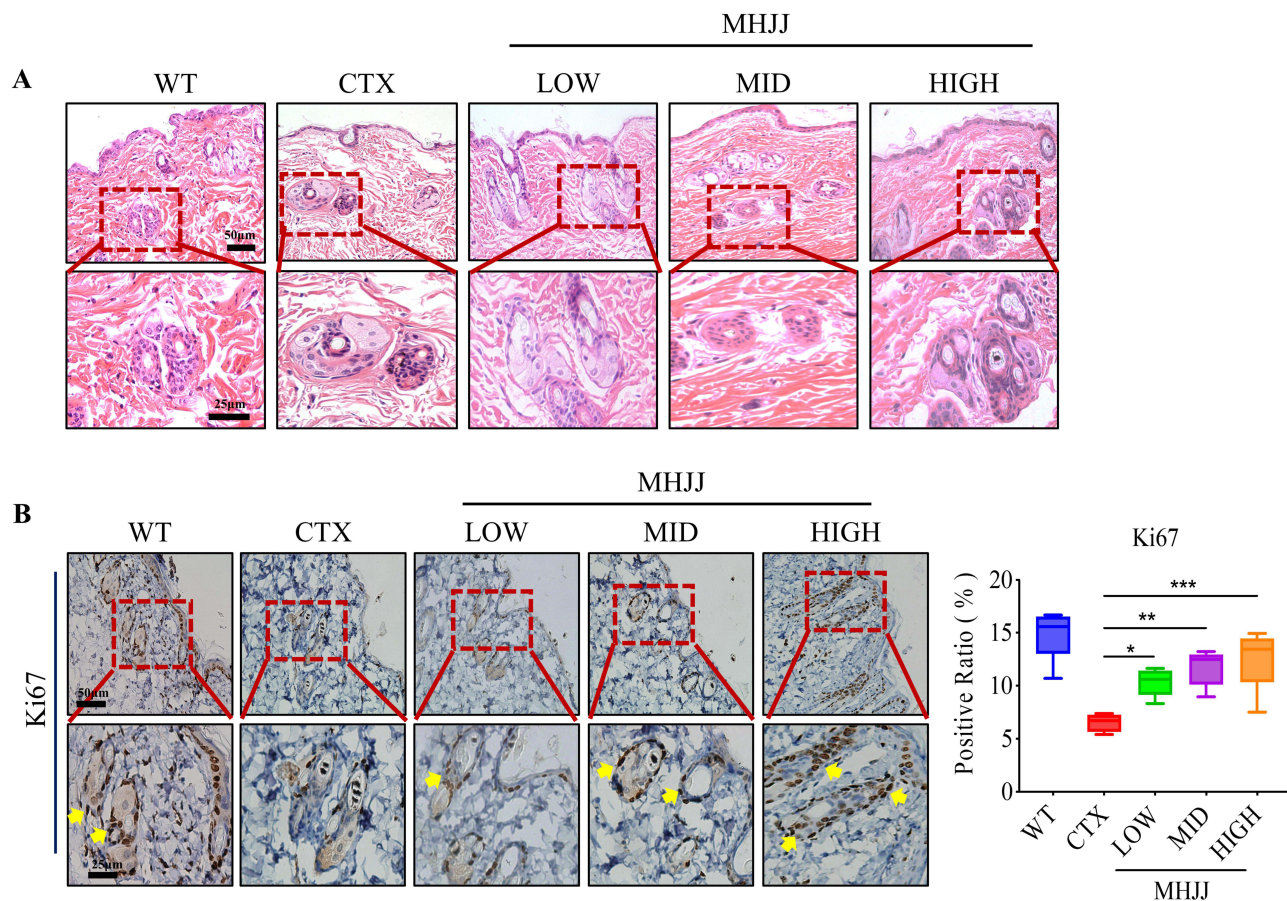 MHJJ
A
WT CTX LOW MID HIGH
50μm
25μm
MHJJ
B
WT CTX LOW MID HIGH
Ki67
50μm
25μm
Ki67
Positive Ratio ( % )
20
15
10
5
0
***
**
*
WT CTX LOW MID HIGH
MHJJ